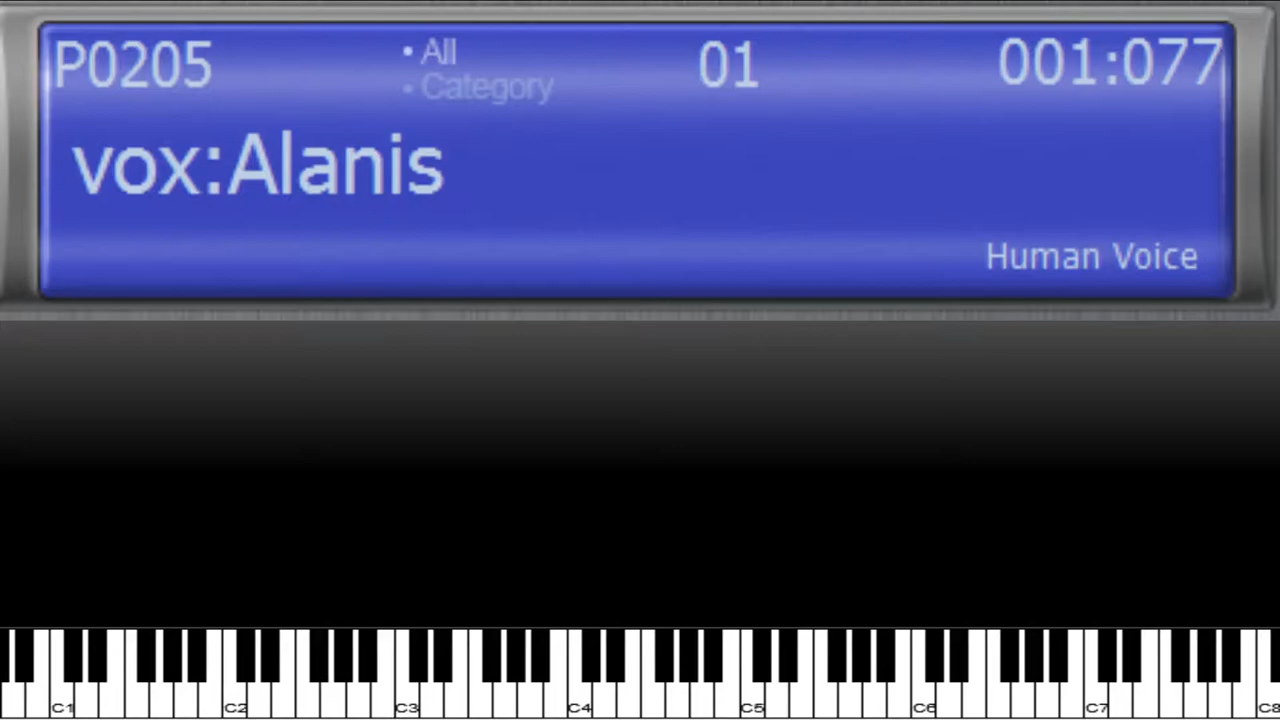 P0205 • All 01 001:077
• Category
vox:Alanis
Human Voice
C1 C2 C3 C4 C5 C6 C7 C8